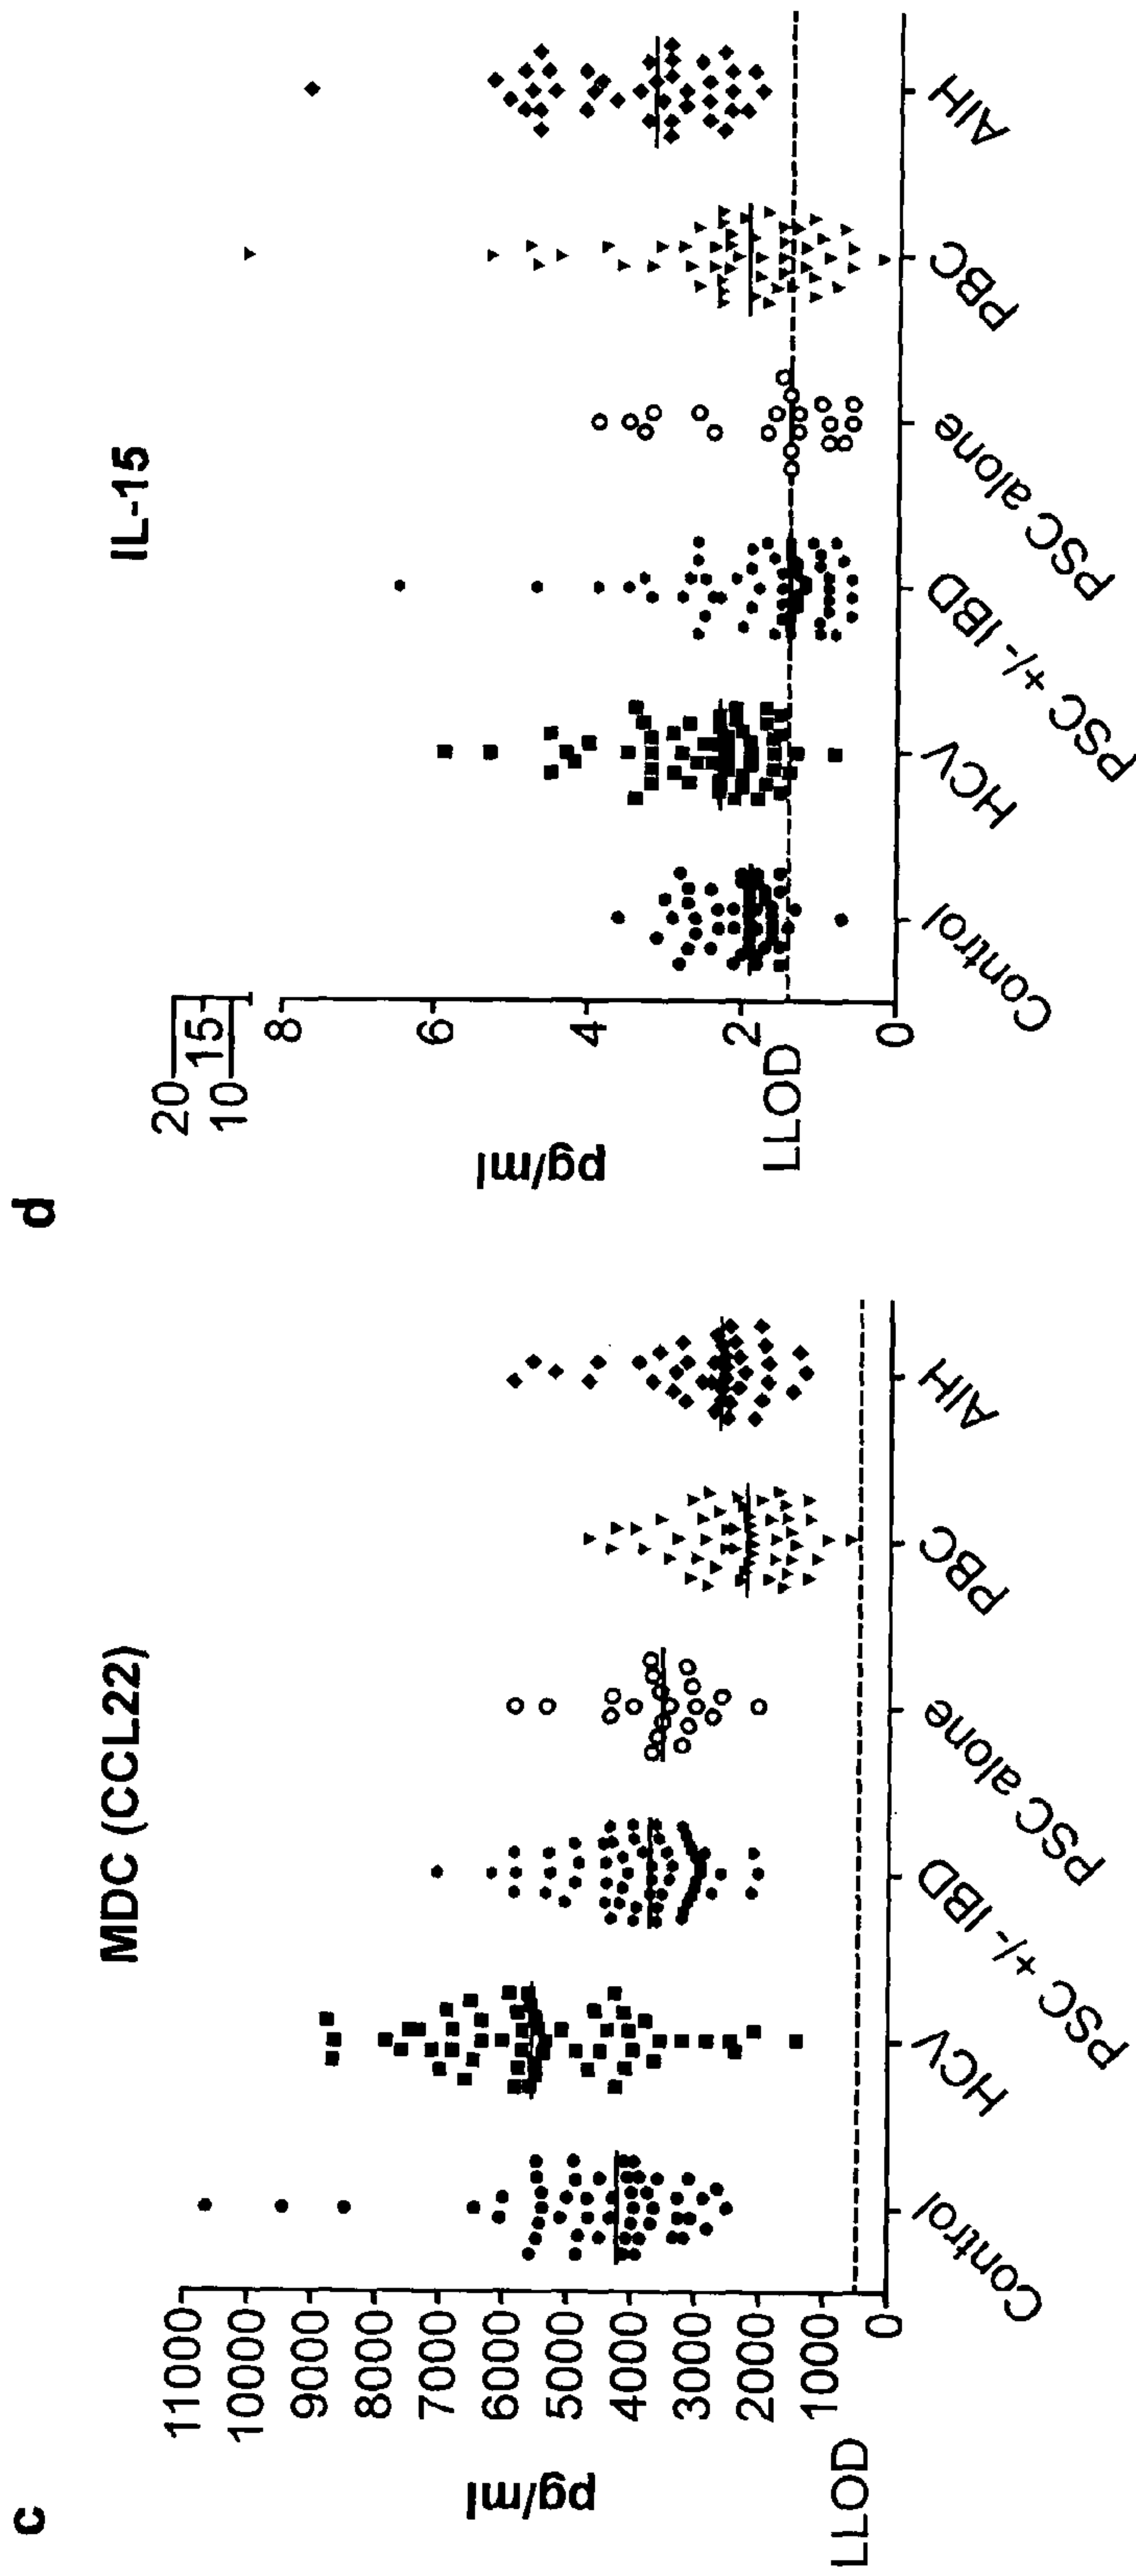 c
MDC (CCL22)
pg/ml
11000
10000
9000
8000
7000
6000
5000
4000
3000
2000
1000
0
LLOD
Control
HCV
PSC +/- IBD
PSC alone
PBC
AIH
d
IL-15
pg/ml
20
15
10
8
6
4
2
0
LLOD
Control
HCV
PSC +/- IBD
PSC alone
PBC
AIH